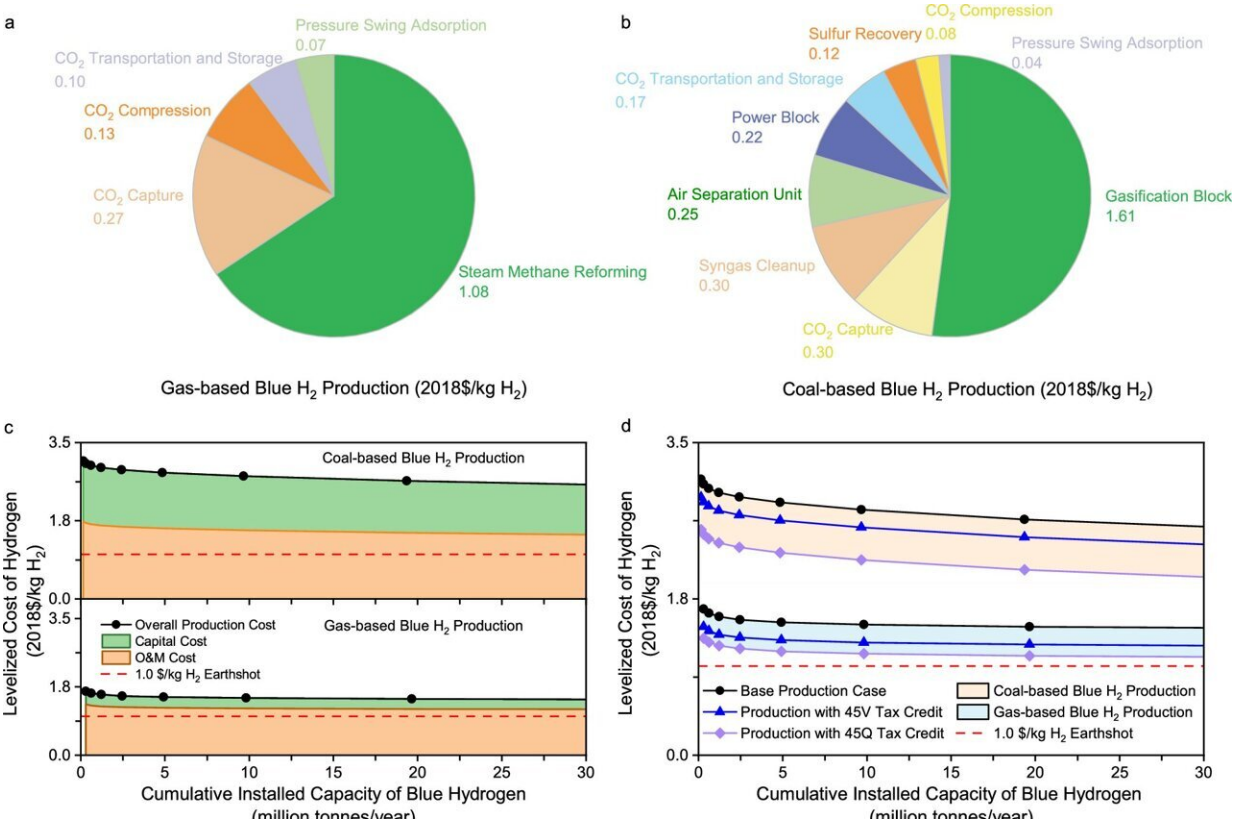 a
Pressure Swing Adsorption
0.07
CO2 Transportation and Storage
0.10
CO2 Compression
0.13
CO2 Capture
0.27
Steam Methane Reforming
1.08
Gas-based Blue H2 Production (2018$/kg H2)
b
CO2 Compression
0.08
Sulfur Recovery
0.12
Pressure Swing Adsorption
0.04
CO2 Transportation and Storage
0.17
Power Block
0.22
Air Separation Unit
0.25
Gasification Block
1.61
Syngas Cleanup
0.30
CO2 Capture
0.30
Coal-based Blue H2 Production (2018$/kg H2)
c
Levelized Cost of Hydrogen
(2018$/kg H2)
3.5
1.8
0.0
Coal-based Blue H2 Production
3.5
1.8
0.0
Gas-based Blue H2 Production
Overall Production Cost
Capital Cost
O&M Cost
1.0 $/kg H2 Earthshot
0 5 10 15 20 25 30
Cumulative Installed Capacity of Blue Hydrogen
(million tonnes/year)
d
Levelized Cost of Hydrogen
(2018$/kg H2)
3.5
1.8
0.0
Base Production Case
Production with 45V Tax Credit
Production with 45Q Tax Credit
Coal-based Blue H2 Production
Gas-based Blue H2 Production
1.0 $/kg H2 Earthshot
0 5 10 15 20 25 30
Cumulative Installed Capacity of Blue Hydrogen
(million tonnes/year)